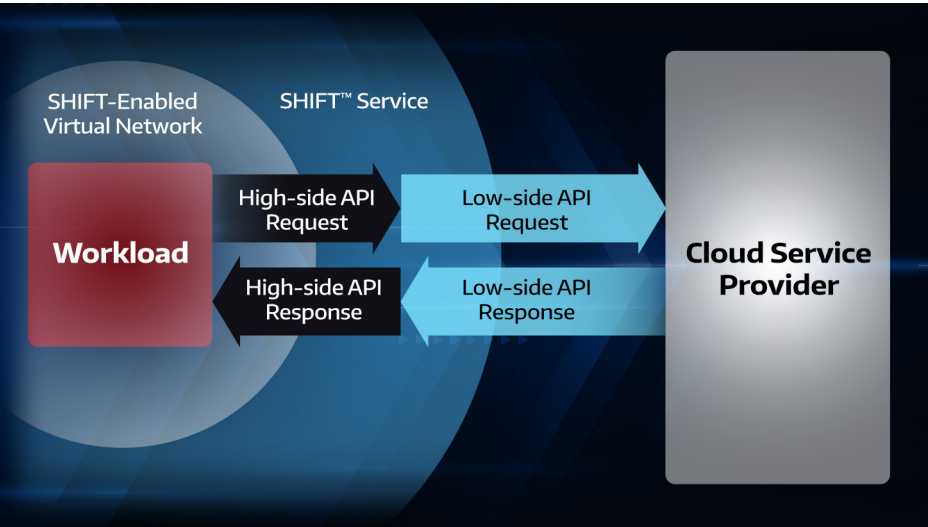 SHIFT-Enabled
Virtual Network
SHIFT™ Service
Workload
High-side API
Request
Low-side API
Request
High-side API
Response
Low-side API
Response
Cloud Service
Provider